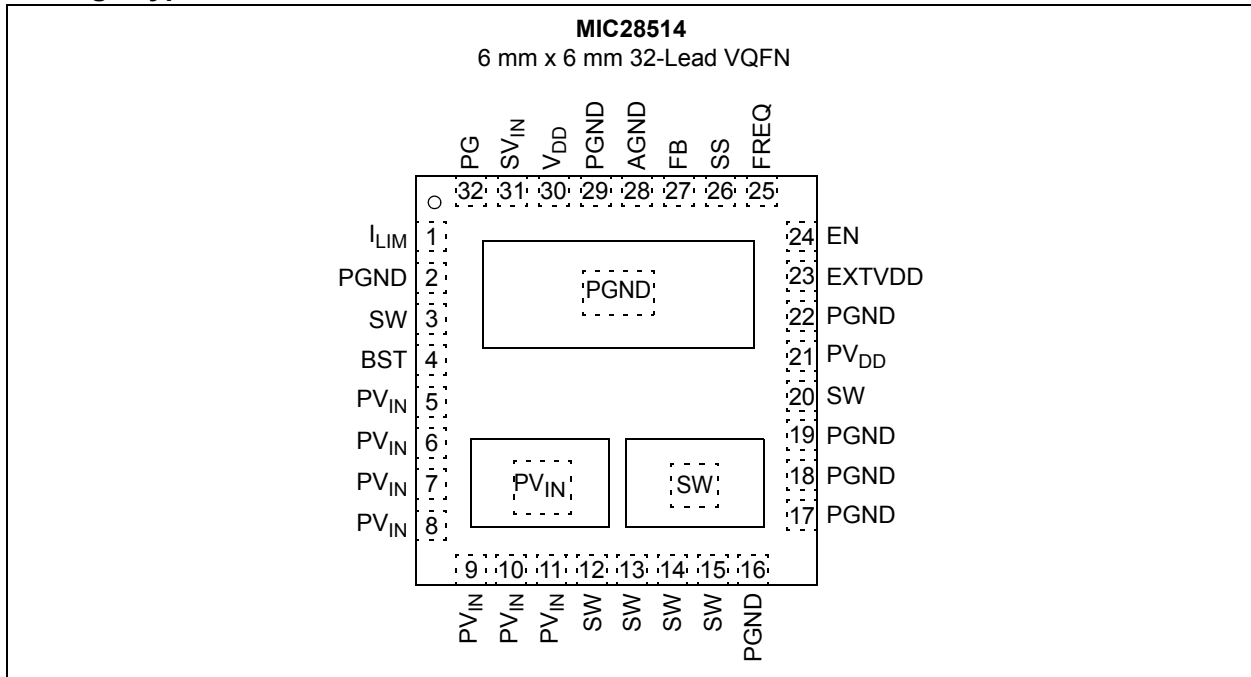 MIC28514
6 mm x 6 mm 32-Lead VQFN
PG SVIN VDD PGND AGND FB SS FREQ
32 31 30 29 28 27 26 25
ILIM 1
PGND 2
SW 3
BST 4
PVIN 5
PVIN 6
PVIN 7
PVIN 8
24 EN
23 EXTVDD
22 PGND
21 PVDD
20 SW
19 PGND
18 PGND
17 PGND
PGND
PVIN
SW
9 10 11 12 13 14 15 16
PVIN PVIN PVIN SW SW SW SW PGND